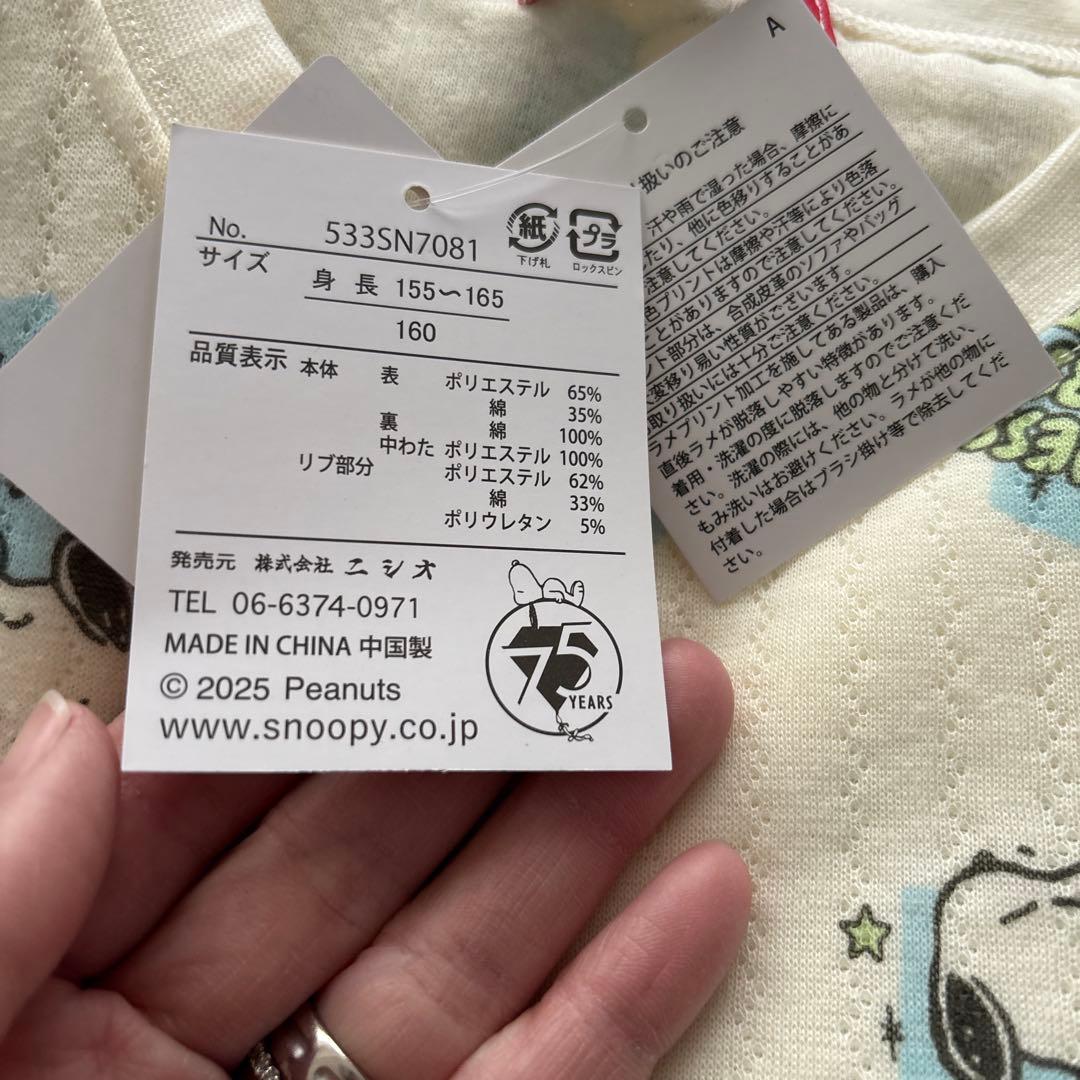 No. 533SN7081
紙
下げ札
プラ
ロックスピン
サイズ
身長 155〜165
160
品質表示 本体 表 ポリエステル 65%
綿 35%
裏 綿 100%
中わた ポリエステル 100%
リブ部分 ポリエステル 62%
綿 33%
ポリウレタン 5%
発売元 株式会社 ニシオ
TEL 06-6374-0971
MADE IN CHINA 中国製
© 2025 Peanuts
www.snoopy.co.jp
75
YEARS
A
扱いのご注意
汗や雨で湿った場合、摩擦に
たり、他に色移りすることがあ
注意してください。
色プリントは摩擦や汗等により色落
とがありますので注意してください。
ト部分は、合成皮革のソファやバッグ
変移り易い性質がございます。
取り扱いには十分ご注意ください。
ラメプリント加工を施してある製品は、購入
直後ラメが脱落しやすい特徴があります。
着用・洗濯の度に脱落しますのでご注意くだ
さい。洗濯の際には、他の物と分けて洗い、
もみ洗いはお避けください。ラメが他の物に
付着した場合はブラシ掛け等で除去してくだ
さい。